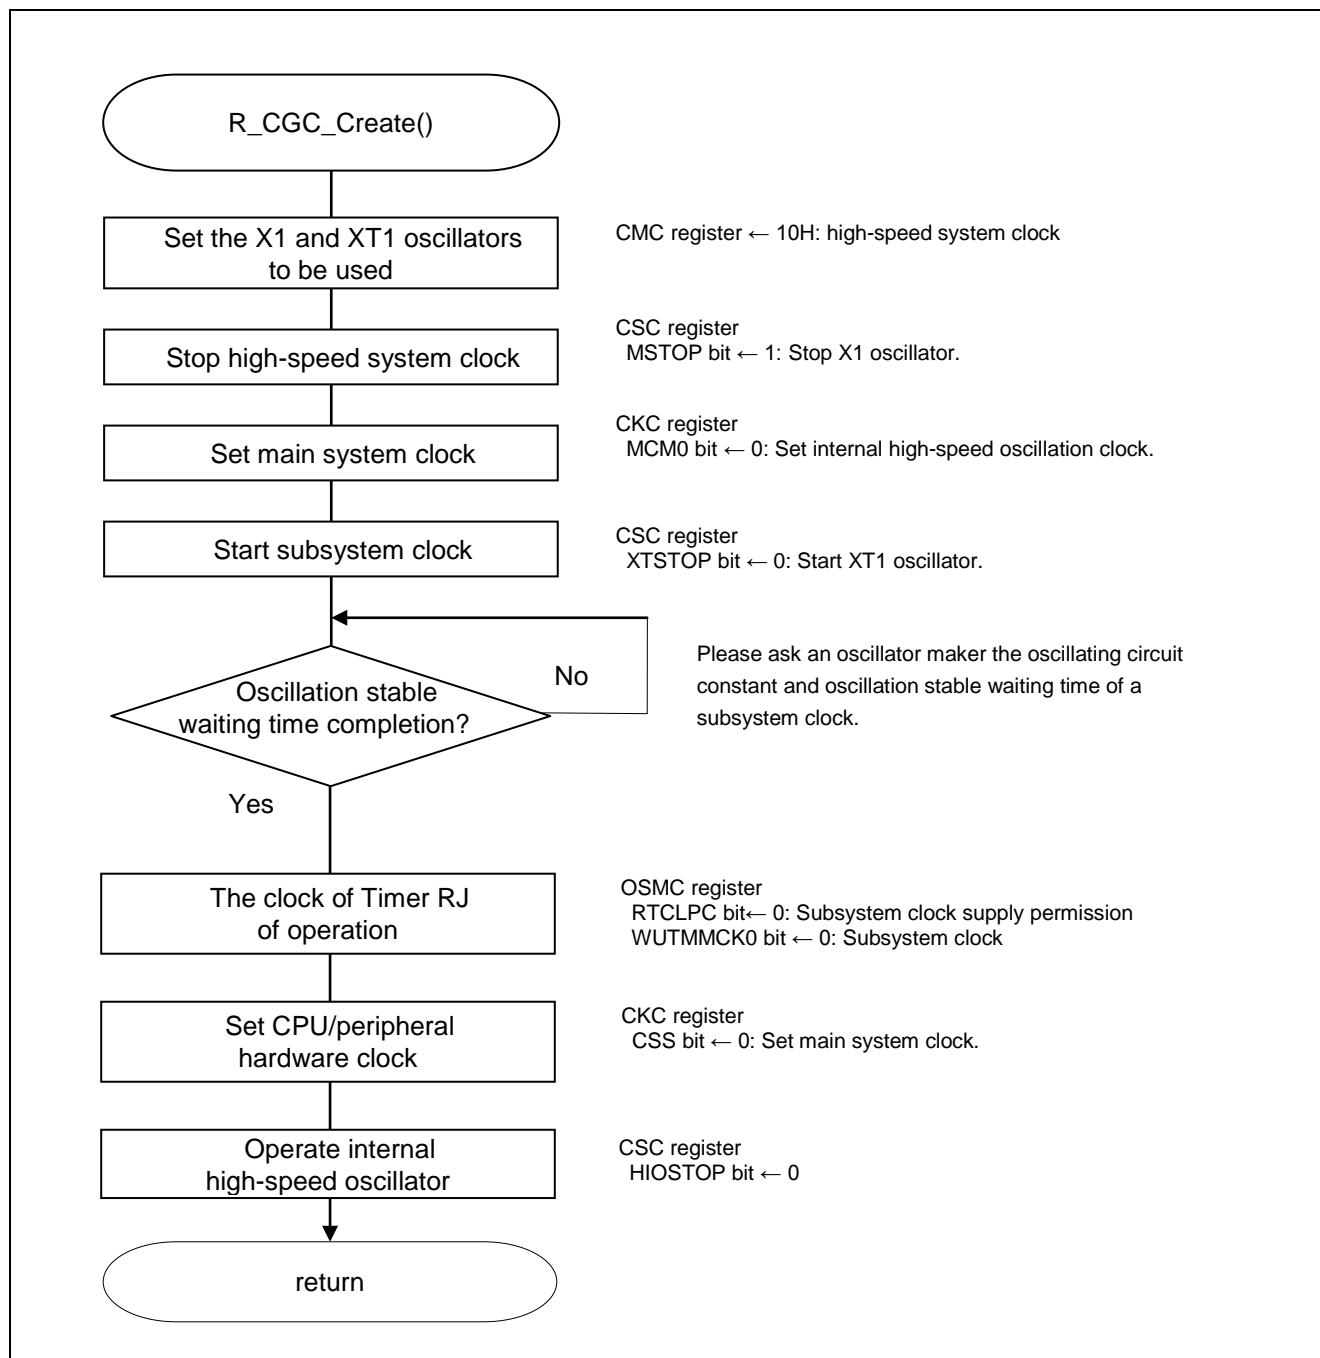 R_CGC_Create()
Set the X1 and XT1 oscillators
to be used
CMC register ← 10H: high-speed system clock
Stop high-speed system clock
CSC register
MSTOP bit ← 1: Stop X1 oscillator.
Set main system clock
CKC register
MCM0 bit ← 0: Set internal high-speed oscillation clock.
Start subsystem clock
CSC register
XTSTOP bit ← 0: Start XT1 oscillator.
Oscillation stable
waiting time completion?
No
Please ask an oscillator maker the oscillating circuit
constant and oscillation stable waiting time of a
subsystem clock.
Yes
The clock of Timer RJ
of operation
OSMC register
RTCLPC bit← 0: Subsystem clock supply permission
WUTMMCK0 bit ← 0: Subsystem clock
Set CPU/peripheral
hardware clock
CKC register
CSS bit ← 0: Set main system clock.
Operate internal
high-speed oscillator
CSC register
HIOSTOP bit ← 0
return